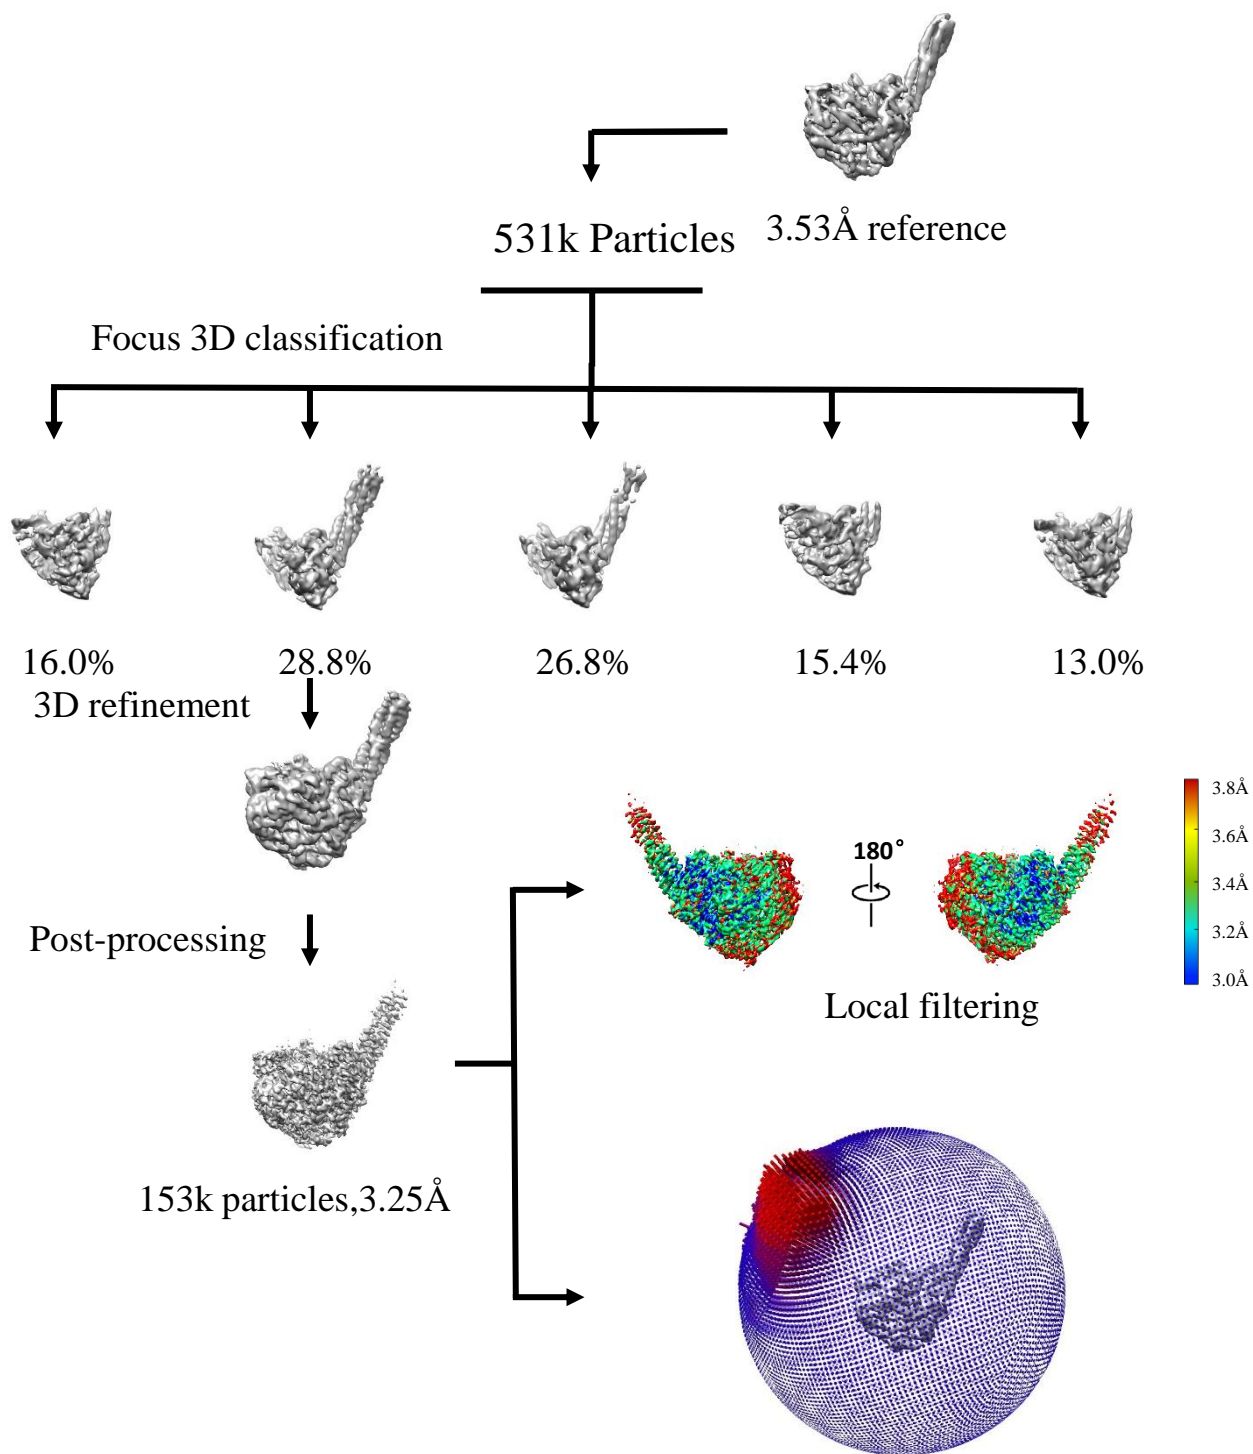 3.53Å reference
531k Particles
Focus 3D classification
16.0%
28.8%
26.8%
15.4%
13.0%
3D refinement
3.8Å
3.6Å
3.4Å
3.2Å
3.0Å
180°
Post-processing
Local filtering
153k particles,3.25Å